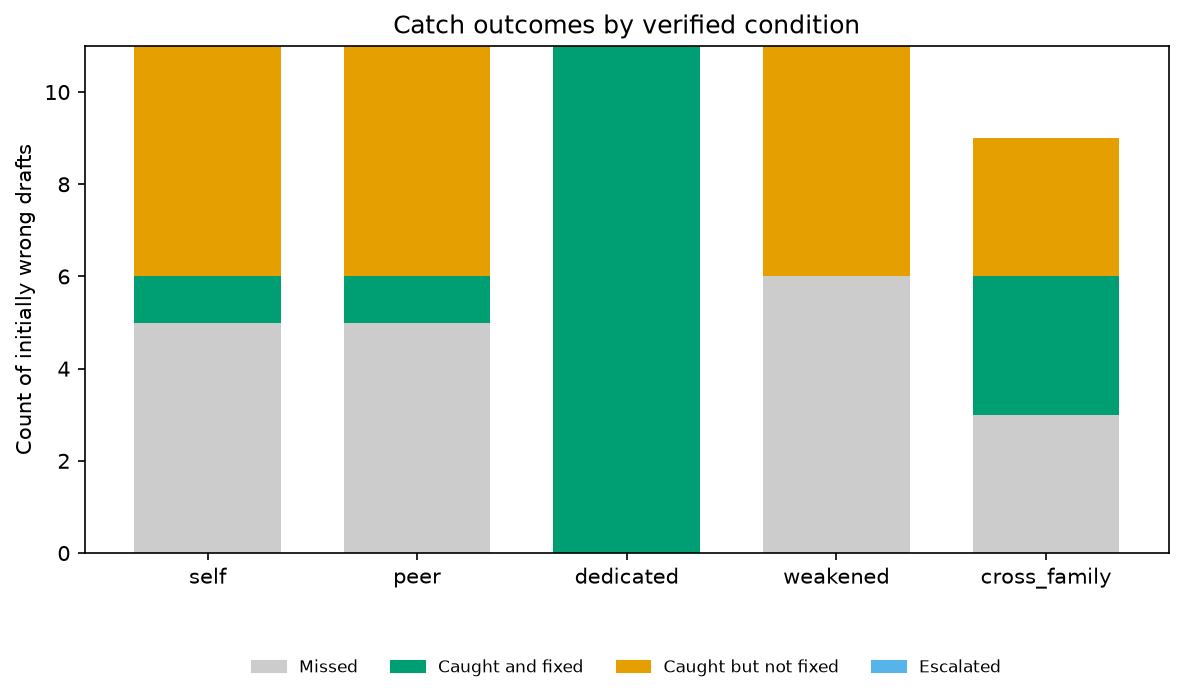 Catch outcomes by verified condition
Count of initially wrong drafts
10
8
6
4
2
0
self peer dedicated weakened cross_family
Missed Caught and fixed Caught but not fixed Escalated